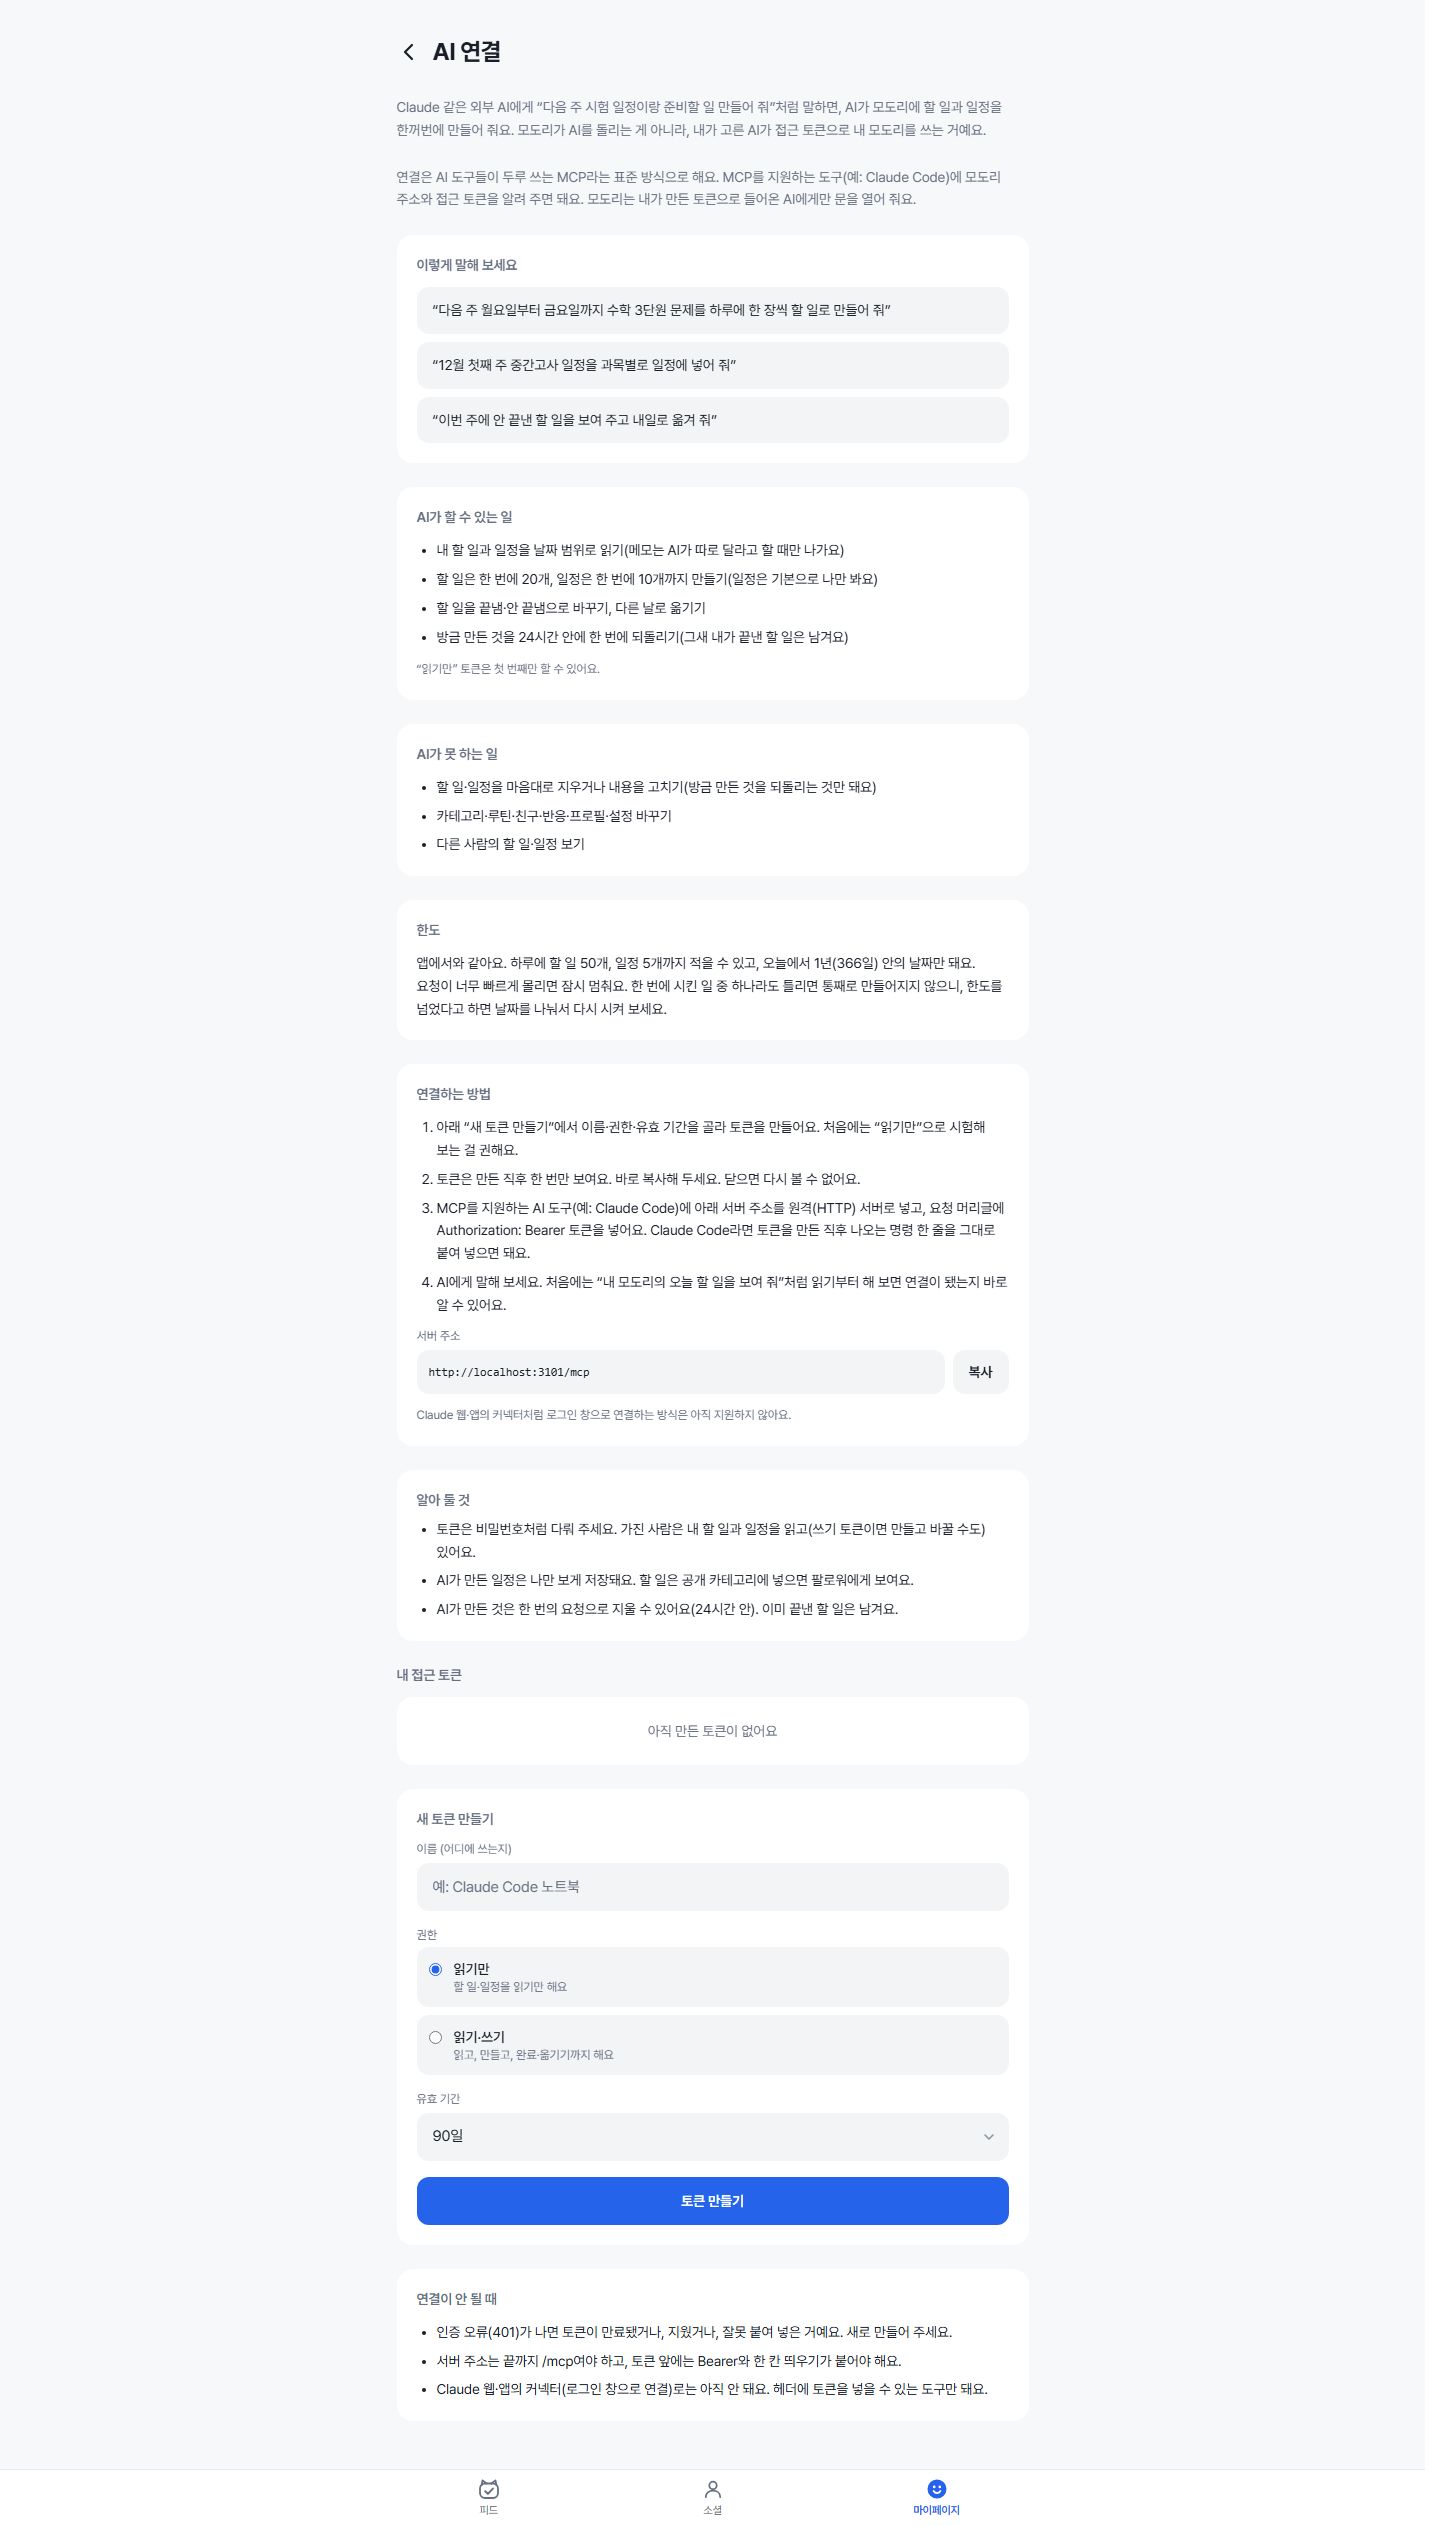 AI 연결
Claude 같은 외부 AI에게 “다음 주 시험 일정이랑 준비할 일 만들어 줘”처럼 말하면, AI가 모도리에 할 일과 일정을
한꺼번에 만들어 줘요. 모도리가 AI를 돌리는 게 아니라, 내가 고른 AI가 접근 토큰으로 내 모도리를 쓰는 거예요.
연결은 AI 도구들이 두루 쓰는 MCP라는 표준 방식으로 해요. MCP를 지원하는 도구(예: Claude Code)에 모도리
주소와 접근 토큰을 알려 주면 돼요. 모도리는 내가 만든 토큰으로 들어온 AI에게만 문을 열어 줘요.
이렇게 말해 보세요
“다음 주 월요일부터 금요일까지 수학 3단원 문제를 하루에 한 장씩 할 일로 만들어 줘”
“12월 첫째 주 중간고사 일정을 과목별로 일정에 넣어 줘”
“이번 주에 안 끝낸 할 일을 보여 주고 내일로 옮겨 줘”
AI가 할 수 있는 일
• 내 할 일과 일정을 날짜 범위로 읽기(메모는 AI가 따로 달라고 할 때만 나가요)
• 할 일은 한 번에 20개, 일정은 한 번에 10개까지 만들기(일정은 기본으로 나만 봐요)
• 할 일을 끝냄·안 끝냄으로 바꾸기, 다른 날로 옮기기
• 방금 만든 것을 24시간 안에 한 번에 되돌리기(그새 내가 끝낸 할 일은 남겨요)
“읽기만” 토큰은 첫 번째만 할 수 있어요.
AI가 못 하는 일
• 할 일·일정을 마음대로 지우거나 내용을 고치기(방금 만든 것을 되돌리는 것만 돼요)
• 카테고리·루틴·친구·반응·프로필·설정 바꾸기
• 다른 사람의 할 일·일정 보기
한도
앱에서와 같아요. 하루에 할 일 50개, 일정 5개까지 적을 수 있고, 오늘에서 1년(366일) 안의 날짜만 돼요.
요청이 너무 빠르게 몰리면 잠시 멈춰요. 한 번에 시킨 일 중 하나라도 틀리면 통째로 만들어지지 않으니, 한도를
넘었다고 하면 날짜를 나눠서 다시 시켜 보세요.
연결하는 방법
1. 아래 “새 토큰 만들기”에서 이름·권한·유효 기간을 골라 토큰을 만들어요. 처음에는 “읽기만”으로 시험해
보는 걸 권해요.
2. 토큰은 만든 직후 한 번만 보여요. 바로 복사해 두세요. 닫으면 다시 볼 수 없어요.
3. MCP를 지원하는 AI 도구(예: Claude Code)에 아래 서버 주소를 원격(HTTP) 서버로 넣고, 요청 머리글에
Authorization: Bearer 토큰을 넣어요. Claude Code라면 토큰을 만든 직후 나오는 명령 한 줄을 그대로
붙여 넣으면 돼요.
4. AI에게 말해 보세요. 처음에는 “내 모도리의 오늘 할 일을 보여 줘”처럼 읽기부터 해 보면 연결이 됐는지 바로
알 수 있어요.
서버 주소
http://localhost:3101/mcp
복사
Claude 웹·앱의 커넥터처럼 로그인 창으로 연결하는 방식은 아직 지원하지 않아요.
알아 둘 것
• 토큰은 비밀번호처럼 다뤄 주세요. 가진 사람은 내 할 일과 일정을 읽고(쓰기 토큰이면 만들고 바꿀 수도)
있어요.
• AI가 만든 일정은 나만 보게 저장돼요. 할 일은 공개 카테고리에 넣으면 팔로워에게 보여요.
• AI가 만든 것은 한 번의 요청으로 지울 수 있어요(24시간 안). 이미 끝낸 할 일은 남겨요.
내 접근 토큰
아직 만든 토큰이 없어요
새 토큰 만들기
이름 (어디에 쓰는지)
예: Claude Code 노트북
권한
읽기만
할 일·일정을 읽기만 해요
읽기·쓰기
읽고, 만들고, 완료·옮기기까지 해요
유효 기간
90일
토큰 만들기
연결이 안 될 때
• 인증 오류(401)가 나면 토큰이 만료됐거나, 지웠거나, 잘못 붙여 넣은 거예요. 새로 만들어 주세요.
• 서버 주소는 끝까지 /mcp여야 하고, 토큰 앞에는 Bearer와 한 칸 띄우기가 붙어야 해요.
• Claude 웹·앱의 커넥터(로그인 창으로 연결)로는 아직 안 돼요. 헤더에 토큰을 넣을 수 있는 도구만 돼요.
피드
소셜
마이페이지